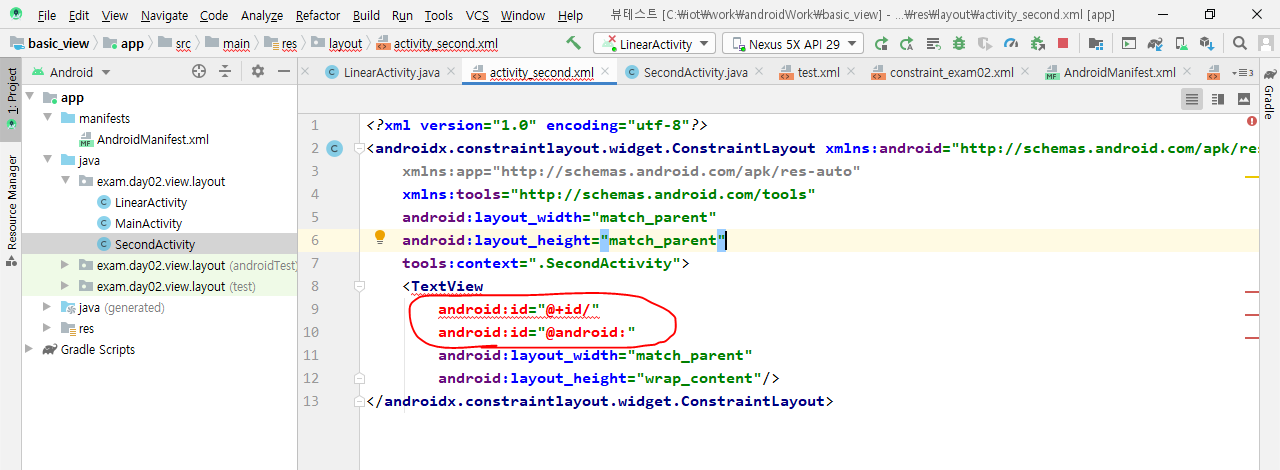 File Edit View Navigate Code Analyze Refactor Build Run Tools VCS Window Help 뷰테스트 [C:₩iot₩work₩androidWork₩basic_view] - ...₩res₩layout₩activity_second.xml [app]
basic_view app src main res layout activity_second.xml LinearActivity Nexus 5X API 29
Android LinearActivity.java activity_second.xml SecondActivity.java test.xml constraint_exam02.xml AndroidManifest.xml 3
1: Project
Resource Manager
Gradle
app
manifests
AndroidManifest.xml
java
exam.day02.view.layout
LinearActivity
MainActivity
SecondActivity
exam.day02.view.layout (androidTest)
exam.day02.view.layout (test)
java (generated)
res
Gradle Scripts
1 <?xml version="1.0" encoding="utf-8"?>
2 <androidx.constraintlayout.widget.ConstraintLayout xmlns:android="http://schemas.android.com/apk/res
3 xmlns:app="http://schemas.android.com/apk/res-auto"
4 xmlns:tools="http://schemas.android.com/tools"
5 android:layout_width="match_parent"
6 android:layout_height="match_parent"
7 tools:context=".SecondActivity">
8 <TextView
9 android:id="@+id/"
10 android:id="@android:"
11 android:layout_width="match_parent"
12 android:layout_height="wrap_content"/>
13 </androidx.constraintlayout.widget.ConstraintLayout>